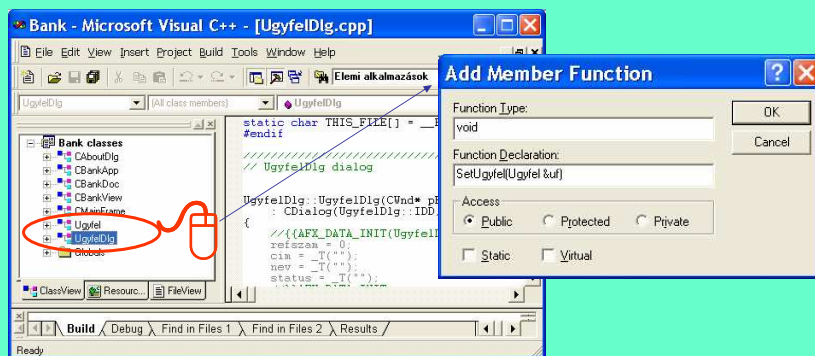 Bank - Microsoft Visual C++ - [UgyfelDlg.cpp]
File Edit View Insert Project Build Tools Window Help
Elemi alkalmazások
UgyfelDlg (All class members) UgyfelDlg
Bank classes
CAboutDlg
CBankApp
CBankDoc
CBankView
CMainFrame
Ugyfel
UgyfelDlg
Globals
ClassView Resourc... FileView
static char THIS_FILE[] =
#endif
// UgyfelDlg dialog
UgyfelDlg::UgyfelDlg(CWnd*
: CDialog(UgyfelDlg::IDD
{
//{{AFX_DATA_INIT(UgyfelD
refszam = 0;
cim = _T("");
nev = _T("");
status = _T("");
Build Debug Find in Files 1 Find in Files 2 Results
Ready
Add Member Function
Function Type:
void
Function Declaration:
SetUgyfel(Ugyfel &uf)
Access
Public Protected Private
Static Virtual
OK
Cancel